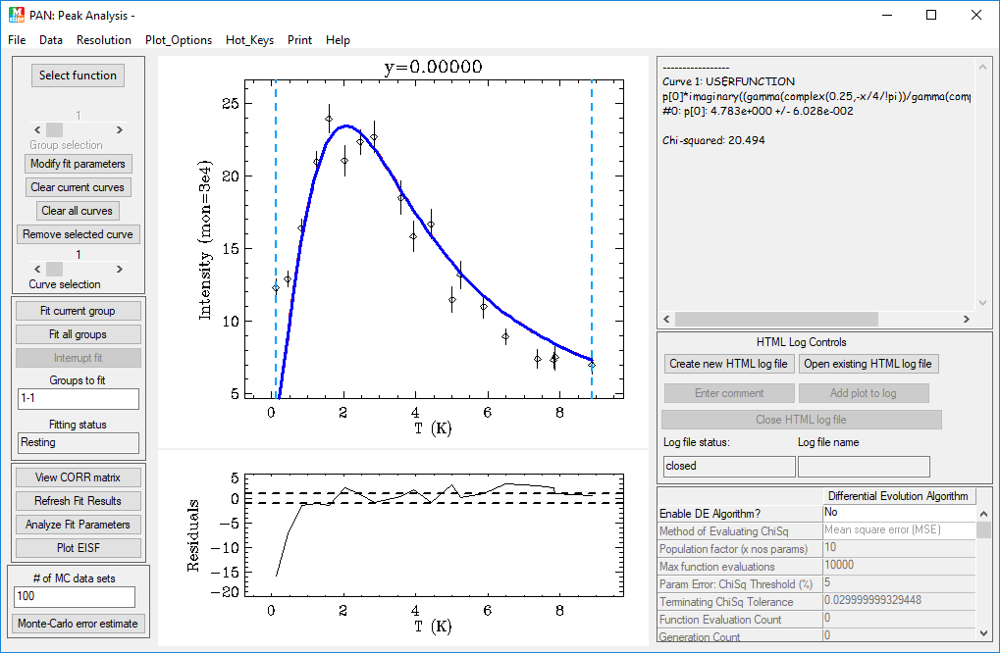 PAN: Peak Analysis -
File Data Resolution Plot_Options Hot_Keys Print Help
Select function
1
Group selection
Modify fit parameters
Clear current curves
Clear all curves
Remove selected curve
1
Curve selection
Fit current group
Fit all groups
Interrupt fit
Groups to fit
1-1
Fitting status
Resting
View CORR matrix
Refresh Fit Results
Analyze Fit Parameters
Plot EISF
# of MC data sets
100
Monte-Carlo error estimate
y=0.00000
Intensity (mon=3e4)
25
20
15
10
5
0 2 4 6 8
T (K)
Residuals
5
0
-5
-10
-15
-20
0 2 4 6 8
T (K)
-----------------
Curve 1: USERFUNCTION
p[0]*imaginary((gamma(complex(0.25,-x/4/!pi))/gamma(comp
#0: p[0]: 4.783e+000 +/- 6.028e-002
Chi-squared: 20.494
HTML Log Controls
Create new HTML log file Open existing HTML log file
Enter comment Add plot to log
Close HTML log file
Log file status: Log file name
closed
Differential Evolution Algorithm
Enable DE Algorithm? No
Method of Evaluating ChiSq Mean square error (MSE)
Population factor (x nos params) 10
Max function evaluations 10000
Param Error: ChiSq Threshold (%) 5
Terminating ChiSq Tolerance 0.029999999329448
Function Evaluation Count 0
Generation Count 0